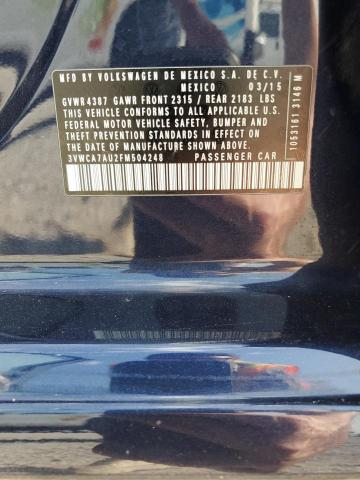 MFD BY VOLKSWAGEN DE MEXICO S.A. DE C.V.
MEXICO 03/15
GVWR4387 GAWR FRONT 2315 / REAR 2183 LBS
THIS VEHICLE CONFORMS TO ALL APPLICABLE U.S.
FEDERAL MOTOR VEHICLE SAFETY, BUMPER AND
THEFT PREVENTION STANDARDS IN EFFECT ON
THE DATE OF MANUFACTURE SHOWN ABOVE
3VWCA7AU2FM504248 PASSENGER CAR
1053161 3146 M